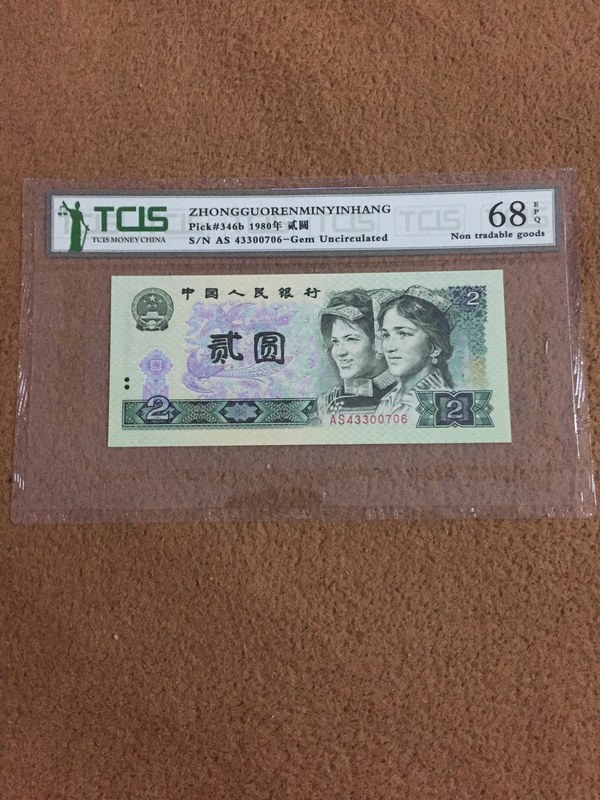 TCIS
TCIS MONEY CHINA
ZHONGGUORENMINYINHANG
Pick#346b 1980年 贰圆
S/N AS 43300706-Gem Uncirculated
68 EPQ
Non tradable goods
中国人民银行
贰圆
2
2
2
AS43300706